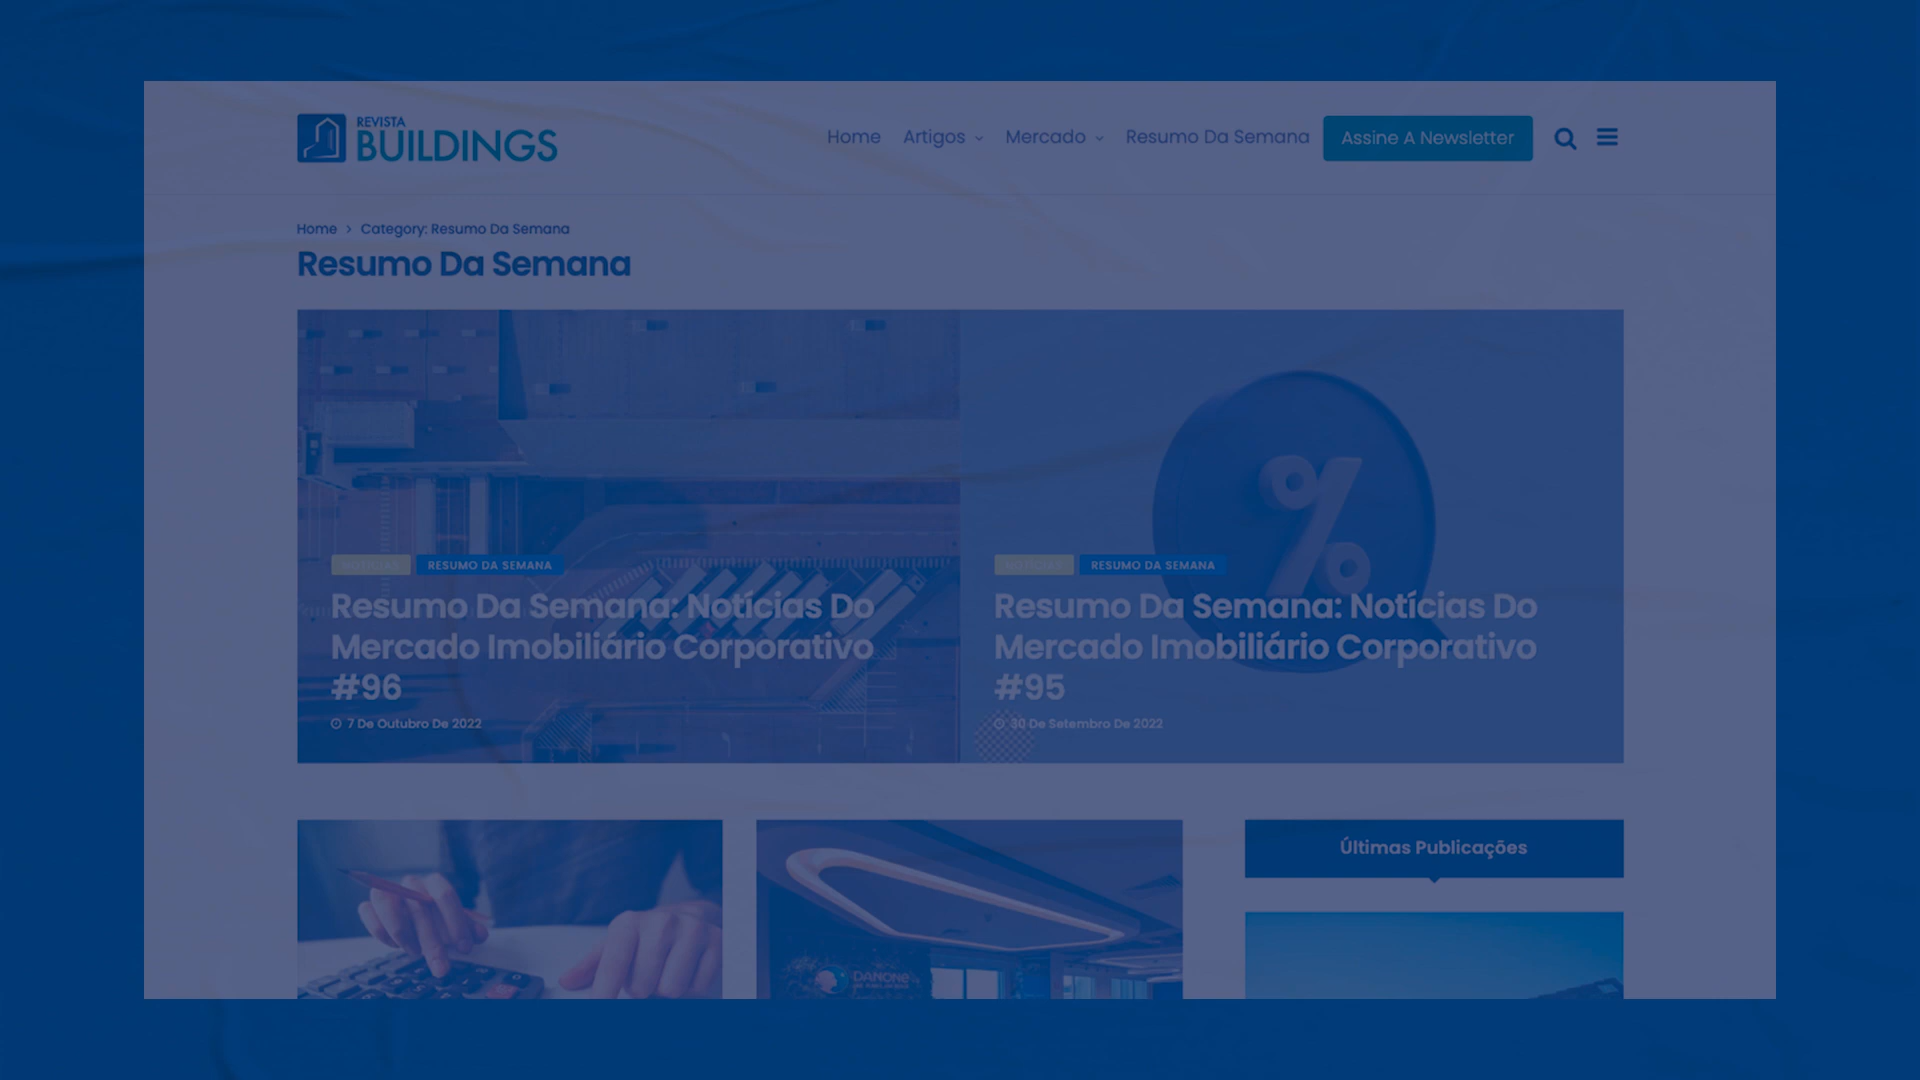 REVISTA
BUILDINGS
Home Artigos Mercado Resumo Da Semana Assine A Newsletter
Home > Category: Resumo Da Semana
Resumo Da Semana
NOTÍCIAS RESUMO DA SEMANA
Resumo Da Semana: Notícias Do
Mercado Imobiliário Corporativo
#96
7 De Outubro De 2022
NOTÍCIAS RESUMO DA SEMANA
Resumo Da Semana: Notícias Do
Mercado Imobiliário Corporativo
#95
30 De Setembro De 2022
%
Últimas Publicações
DANONE